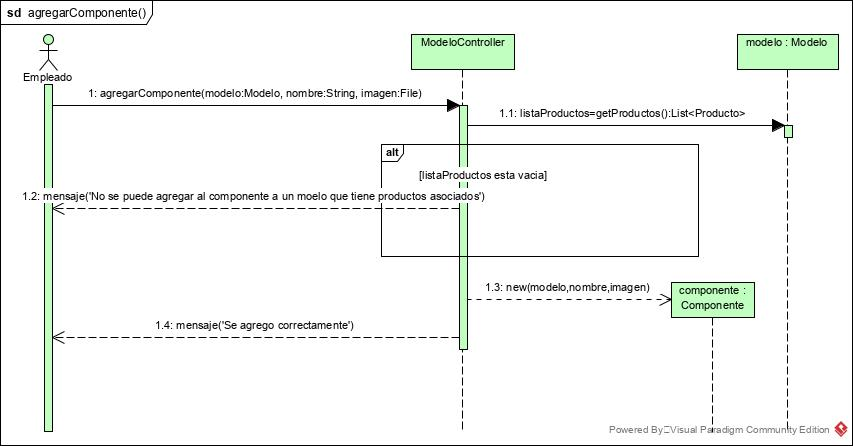 sd agregarComponente()
ModeloController
modelo : Modelo
Empleado
1: agregarComponente(modelo:Modelo, nombre:String, imagen:File)
1.1: listaProductos=getProductos():List<Producto>
alt
[listaProductos esta vacia]
1.2: mensaje('No se puede agregar al componente a un moelo que tiene productos asociados')
1.3: new(modelo,nombre,imagen)
componente :
Componente
1.4: mensaje('Se agrego correctamente')
Powered By Visual Paradigm Community Edition